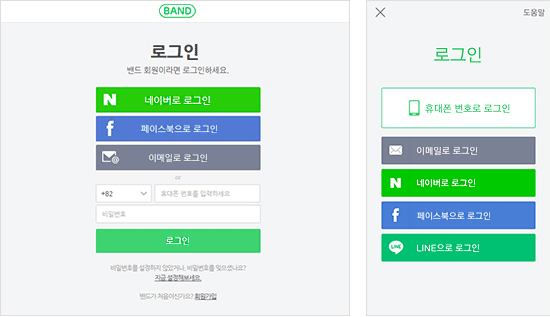 BAND
로그인
밴드 회원이라면 로그인하세요.
N 네이버로 로그인
f 페이스북으로 로그인
이메일로 로그인
or
+82
휴대폰 번호를 입력하세요
비밀번호
로그인
비밀번호를 설정하지 않았거나, 비밀번호를 잊으셨나요?
지금 설정해보세요.
밴드가 처음이신가요? 회원가입
도움말
로그인
휴대폰 번호로 로그인
이메일로 로그인
N 네이버로 로그인
f 페이스북으로 로그인
LINE LINE으로 로그인